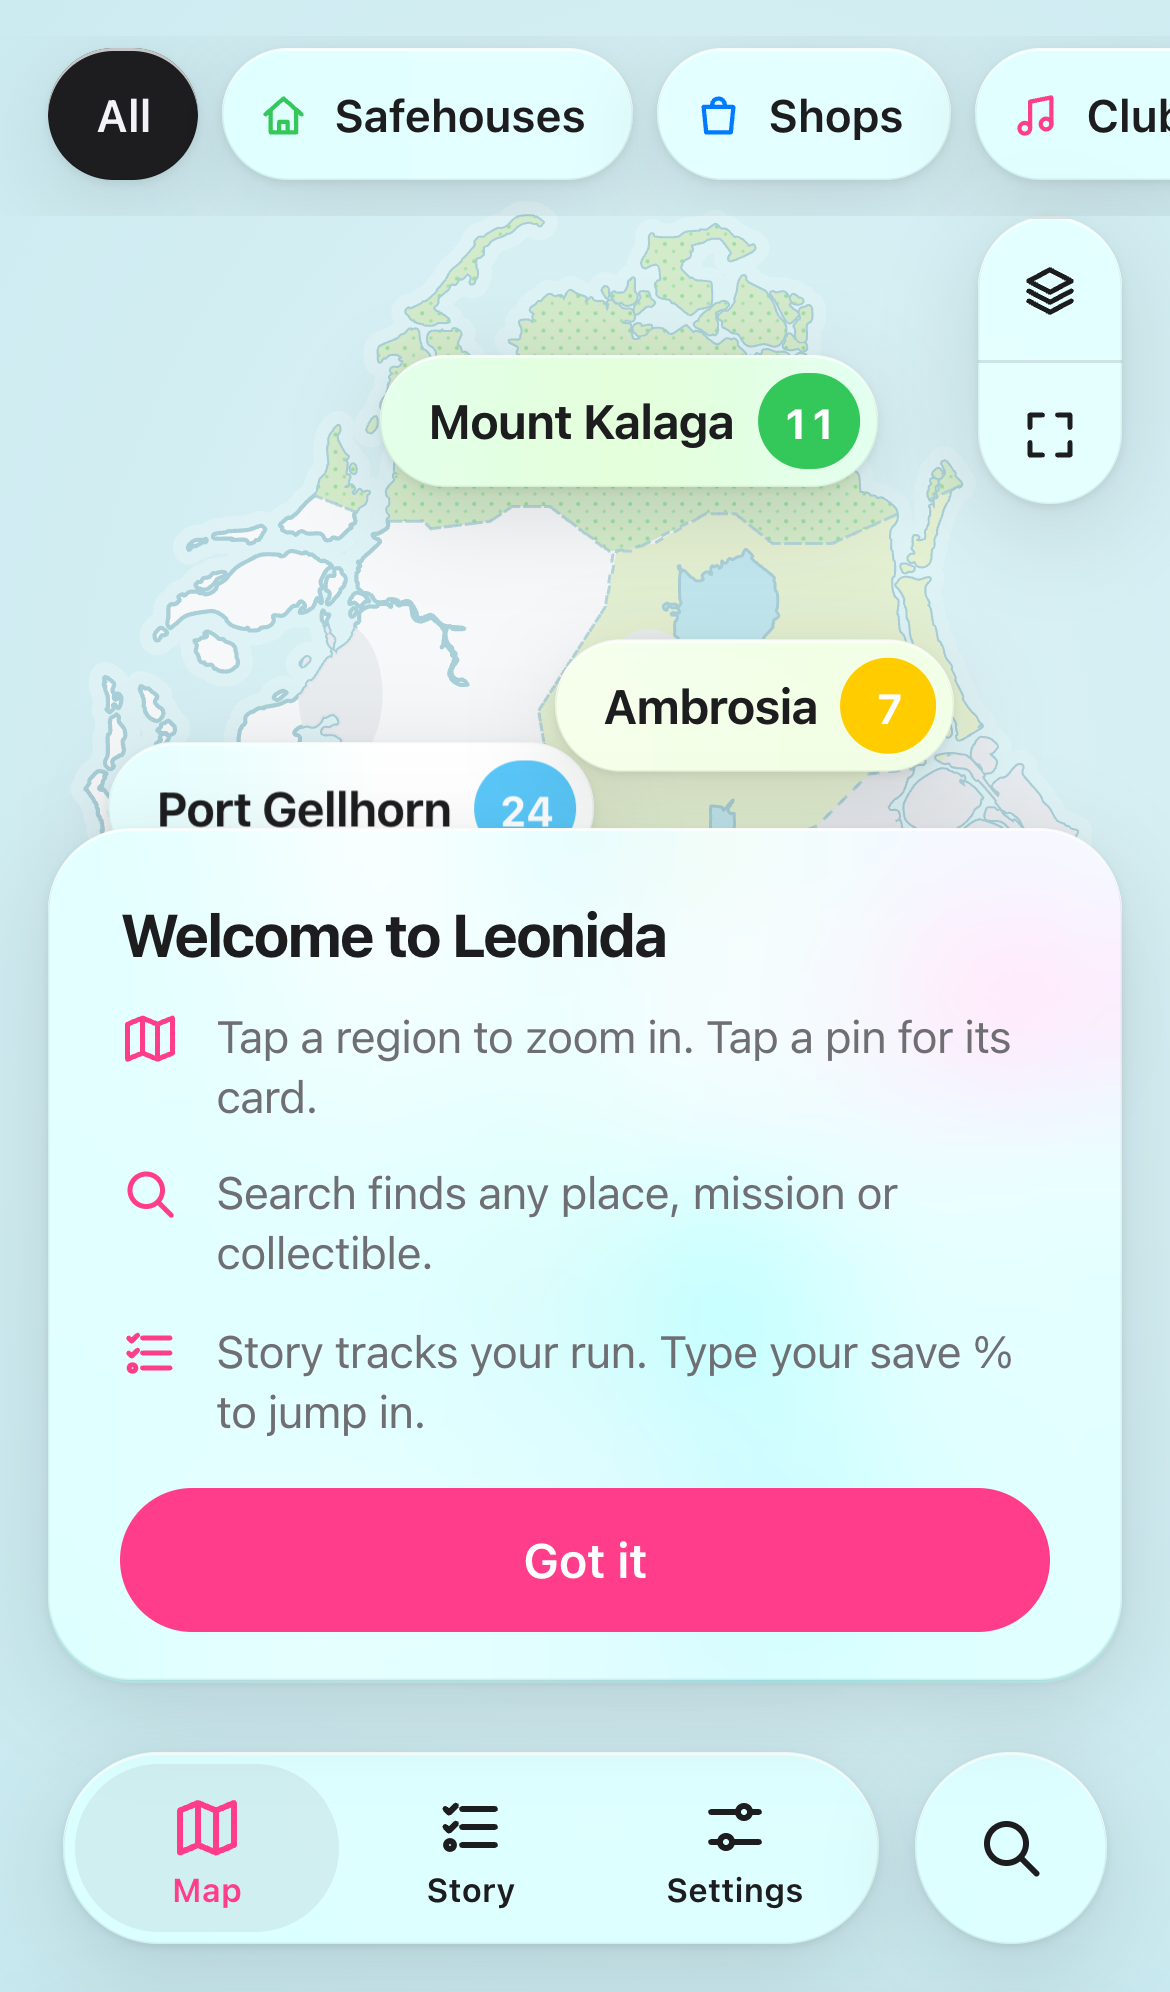 All
Safehouses
Shops
Club
Mount Kalaga 11
Ambrosia 7
Port Gellhorn 24
Welcome to Leonida
Tap a region to zoom in. Tap a pin for its
card.
Search finds any place, mission or
collectible.
Story tracks your run. Type your save %
to jump in.
Got it
Map
Story
Settings